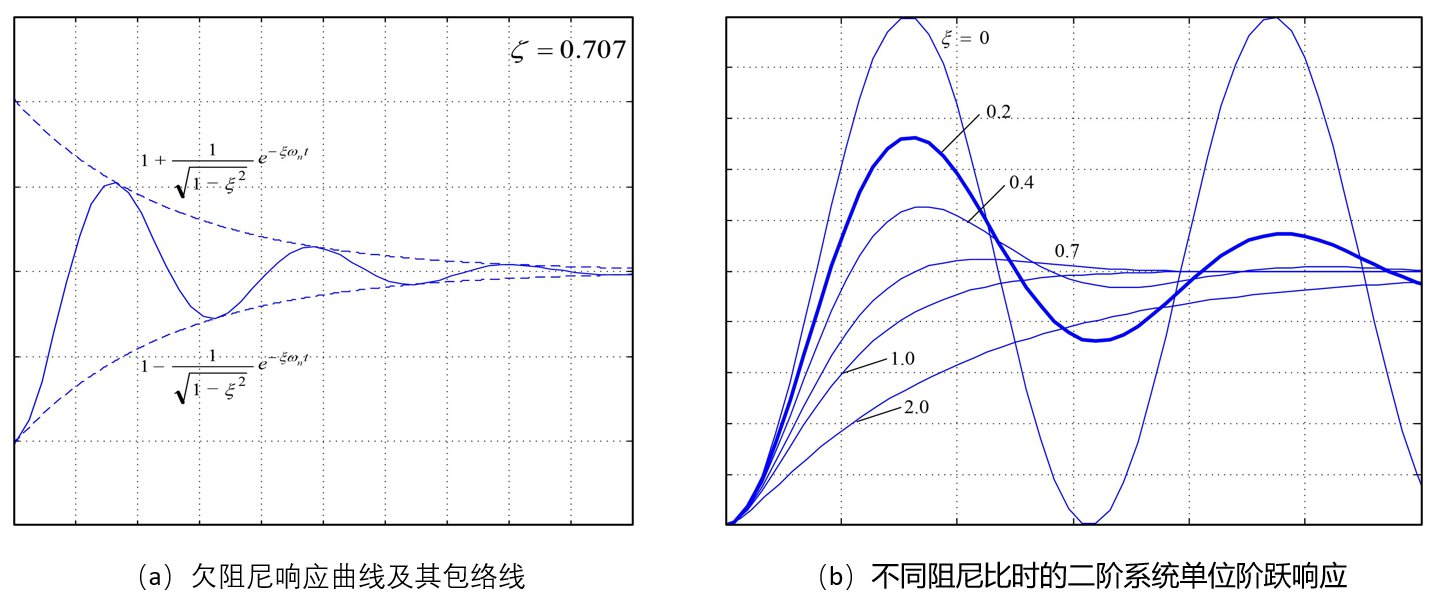 ζ = 0.707
1 + 1/√(1 − ξ²) e^(−ξωₙt)
1 − 1/√(1 − ξ²) e^(−ξωₙt)
(a) 欠阻尼响应曲线及其包络线
ξ = 0
0.2
0.4
0.7
1.0
2.0
(b) 不同阻尼比时的二阶系统单位阶跃响应